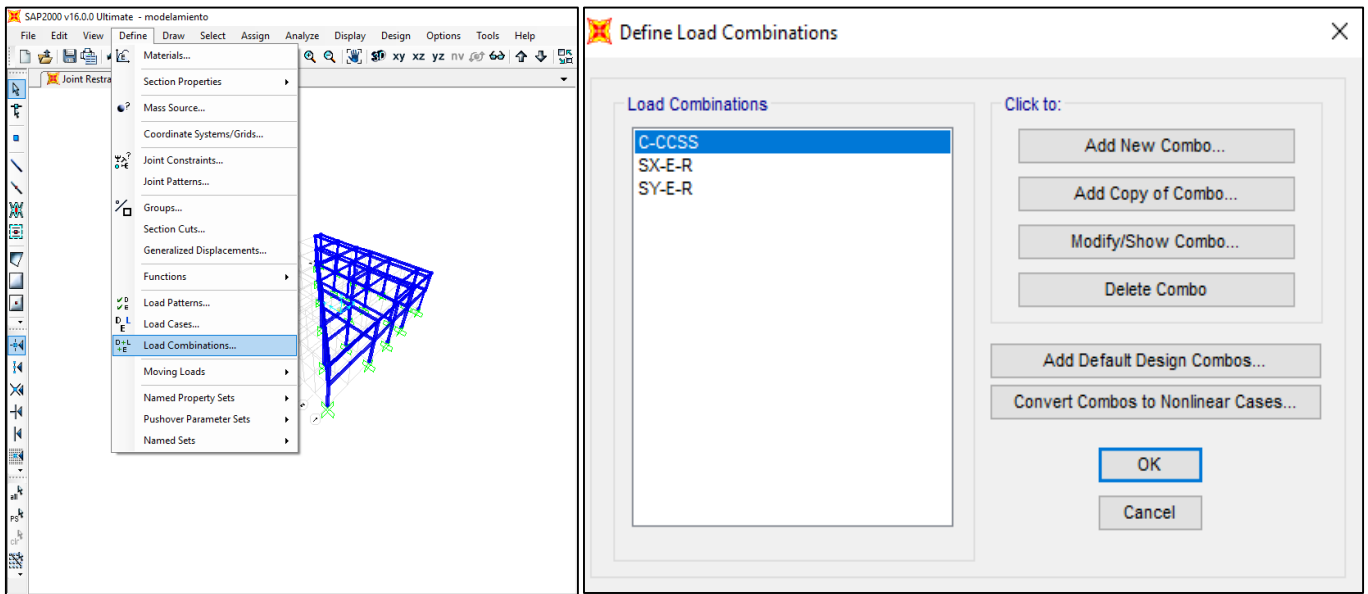 SAP2000 v16.0.0 Ultimate - modelamiento
File Edit View Define Draw Select Assign Analyze Display Design Options Tools Help
xy xz yz nv
Joint Restra
Materials...
Section Properties
Mass Source...
Coordinate Systems/Grids...
Joint Constraints...
Joint Patterns...
Groups...
Section Cuts...
Generalized Displacements...
Functions
Load Patterns...
Load Cases...
Load Combinations...
Moving Loads
Named Property Sets
Pushover Parameter Sets
Named Sets
all
PS
clr
Define Load Combinations
Load Combinations
C-CCSS
SX-E-R
SY-E-R
Click to:
Add New Combo...
Add Copy of Combo...
Modify/Show Combo...
Delete Combo
Add Default Design Combos...
Convert Combos to Nonlinear Cases...
OK
Cancel